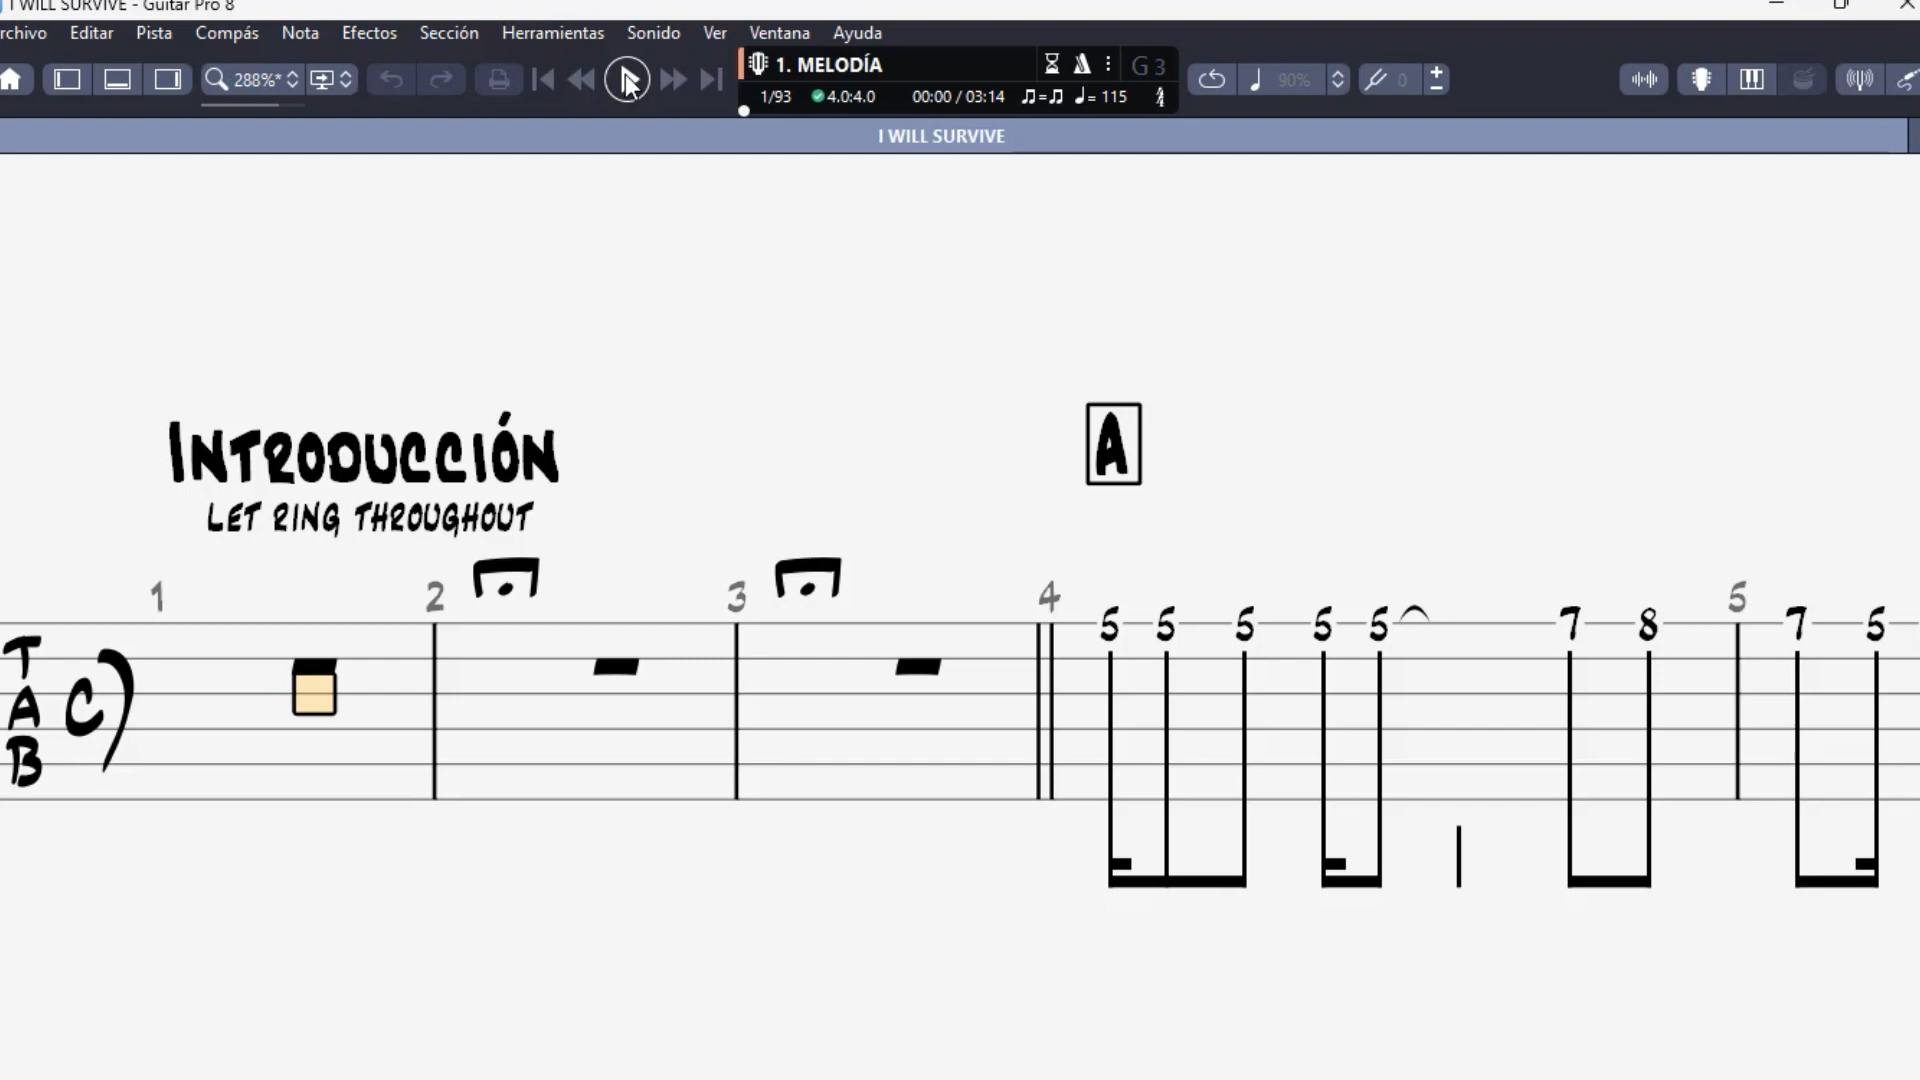 I WILL SURVIVE - Guitar Pro 8
rchivo Editar Pista Compás Nota Efectos Sección Herramientas Sonido Ver Ventana Ayuda
288%* 1. MELODÍA G 3 90% 0
1/93 4.0:4.0 00:00 / 03:14 ♫=♫ ♩= 115
I WILL SURVIVE
A
INTRODUCCIÓN
LET RING THROUGHOUT
1 2 3 4 5
5 5 5 5 5 7 8 7 5
T
A
B
C